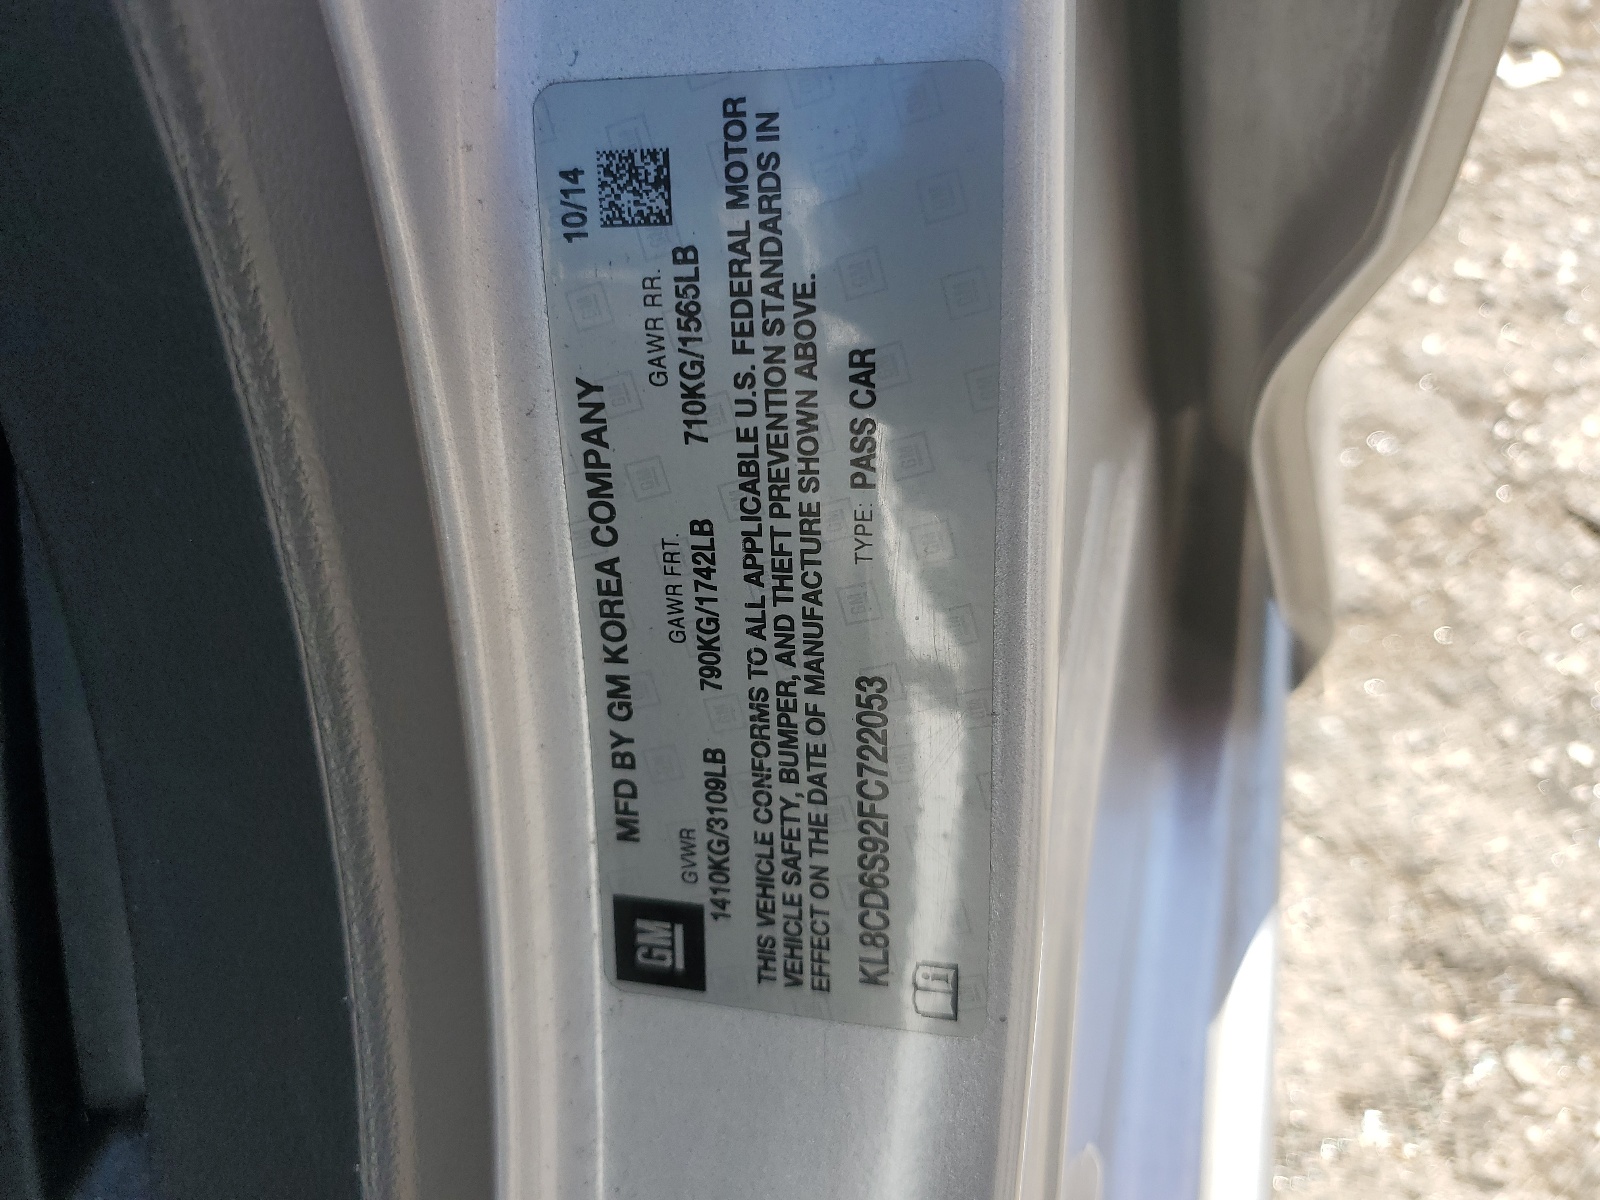 GM
MFD BY GM KOREA COMPANY 10/14
GVWR GAWR FRT. GAWR RR.
1410KG/3109LB 790KG/1742LB 710KG/1565LB
THIS VEHICLE CONFORMS TO ALL APPLICABLE U.S. FEDERAL MOTOR
VEHICLE SAFETY, BUMPER, AND THEFT PREVENTION STANDARDS IN
EFFECT ON THE DATE OF MANUFACTURE SHOWN ABOVE.
KL8CD6S92FC722053 TYPE: PASS CAR
i